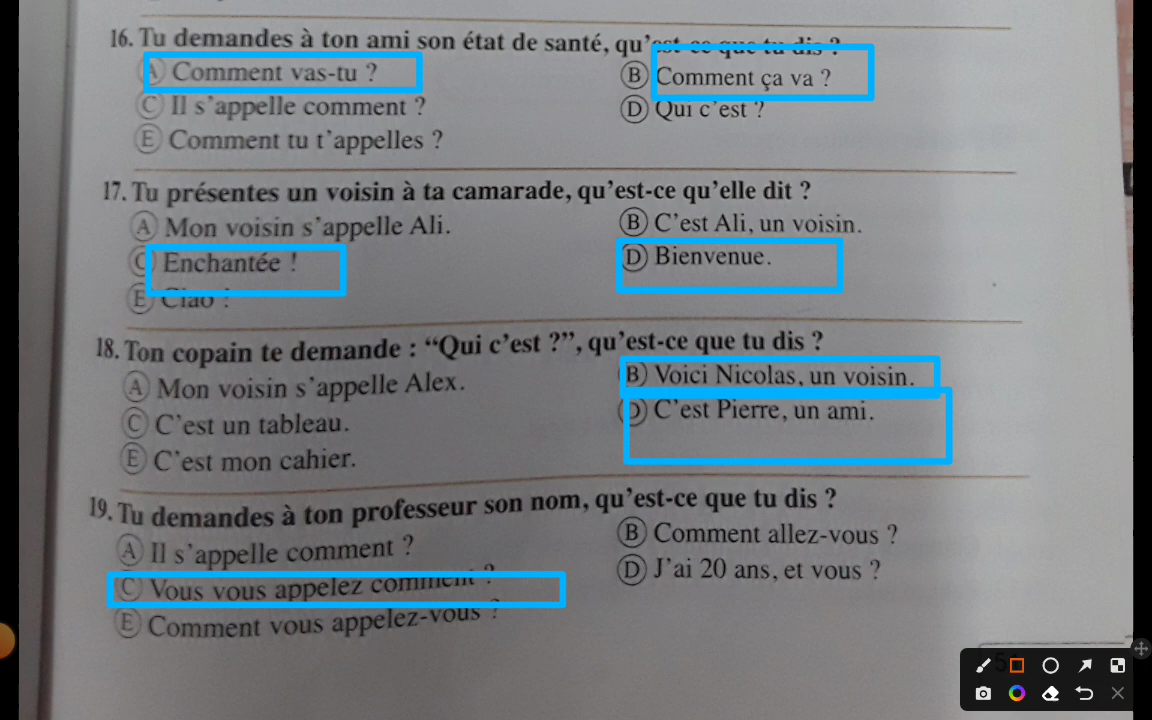 16. Tu demandes à ton ami son état de santé, qu'est-ce que tu dis ?
A Comment vas-tu ?
B Comment ça va ?
C Il s'appelle comment ?
D Qui c'est ?
E Comment tu t'appelles ?
17. Tu présentes un voisin à ta camarade, qu'est-ce qu'elle dit ?
A Mon voisin s'appelle Ali.
B C'est Ali, un voisin.
C Enchantée !
D Bienvenue.
E Ciao !
18. Ton copain te demande : “Qui c'est ?”, qu'est-ce que tu dis ?
A Mon voisin s'appelle Alex.
B Voici Nicolas, un voisin.
C C'est un tableau.
D C'est Pierre, un ami.
E C'est mon cahier.
19. Tu demandes à ton professeur son nom, qu'est-ce que tu dis ?
A Il s'appelle comment ?
B Comment allez-vous ?
C Vous vous appelez comment ?
D J'ai 20 ans, et vous ?
E Comment vous appelez-vous ?